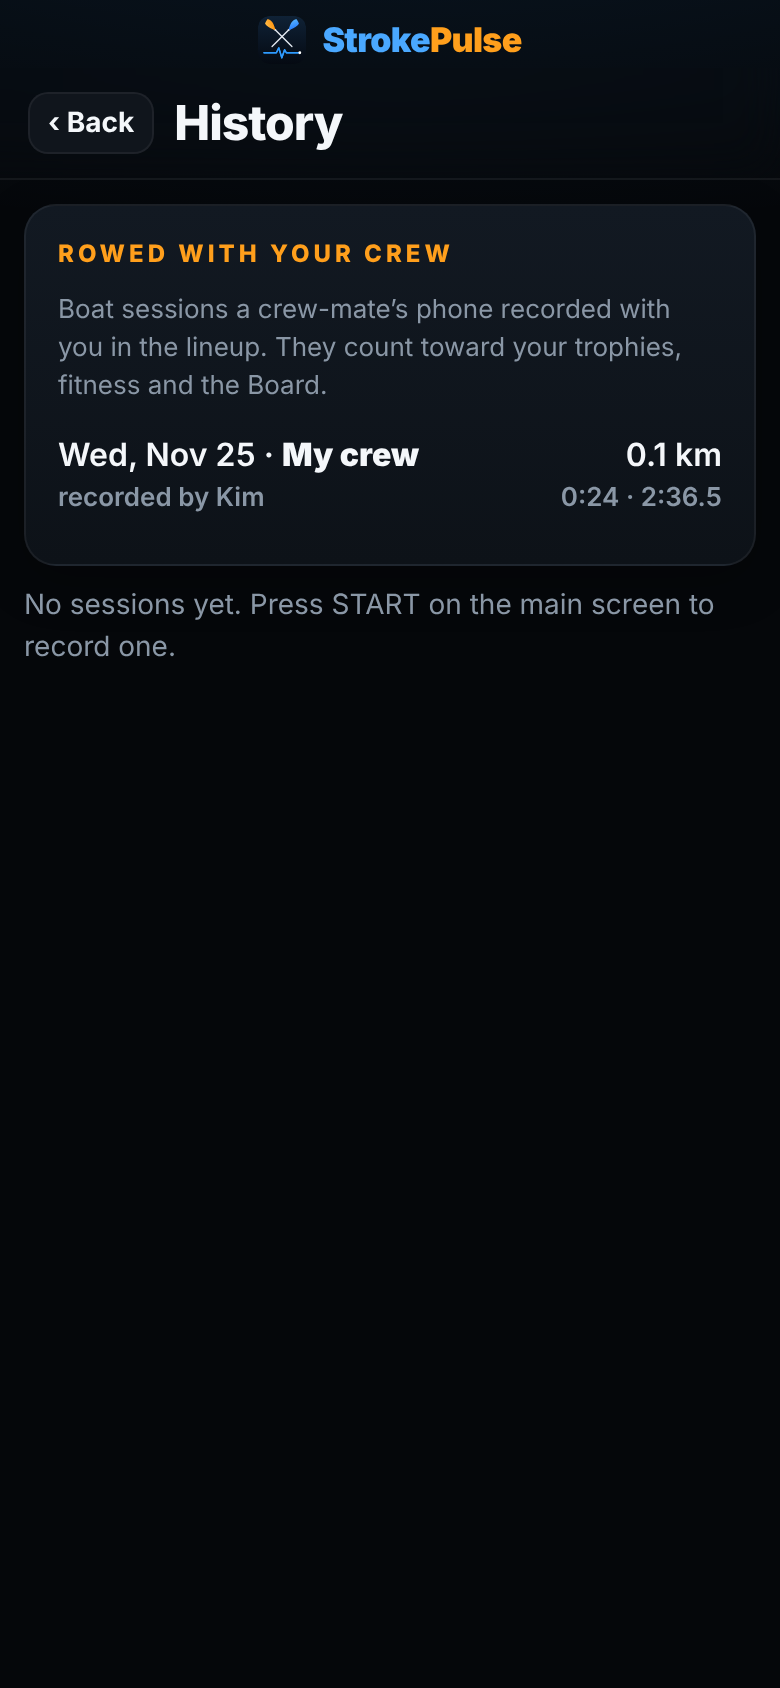 StrokePulse
‹ Back
History
ROWED WITH YOUR CREW
Boat sessions a crew-mate’s phone recorded with
you in the lineup. They count toward your trophies,
fitness and the Board.
Wed, Nov 25 · My crew
0.1 km
recorded by Kim
0:24 · 2:36.5
No sessions yet. Press START on the main screen to
record one.